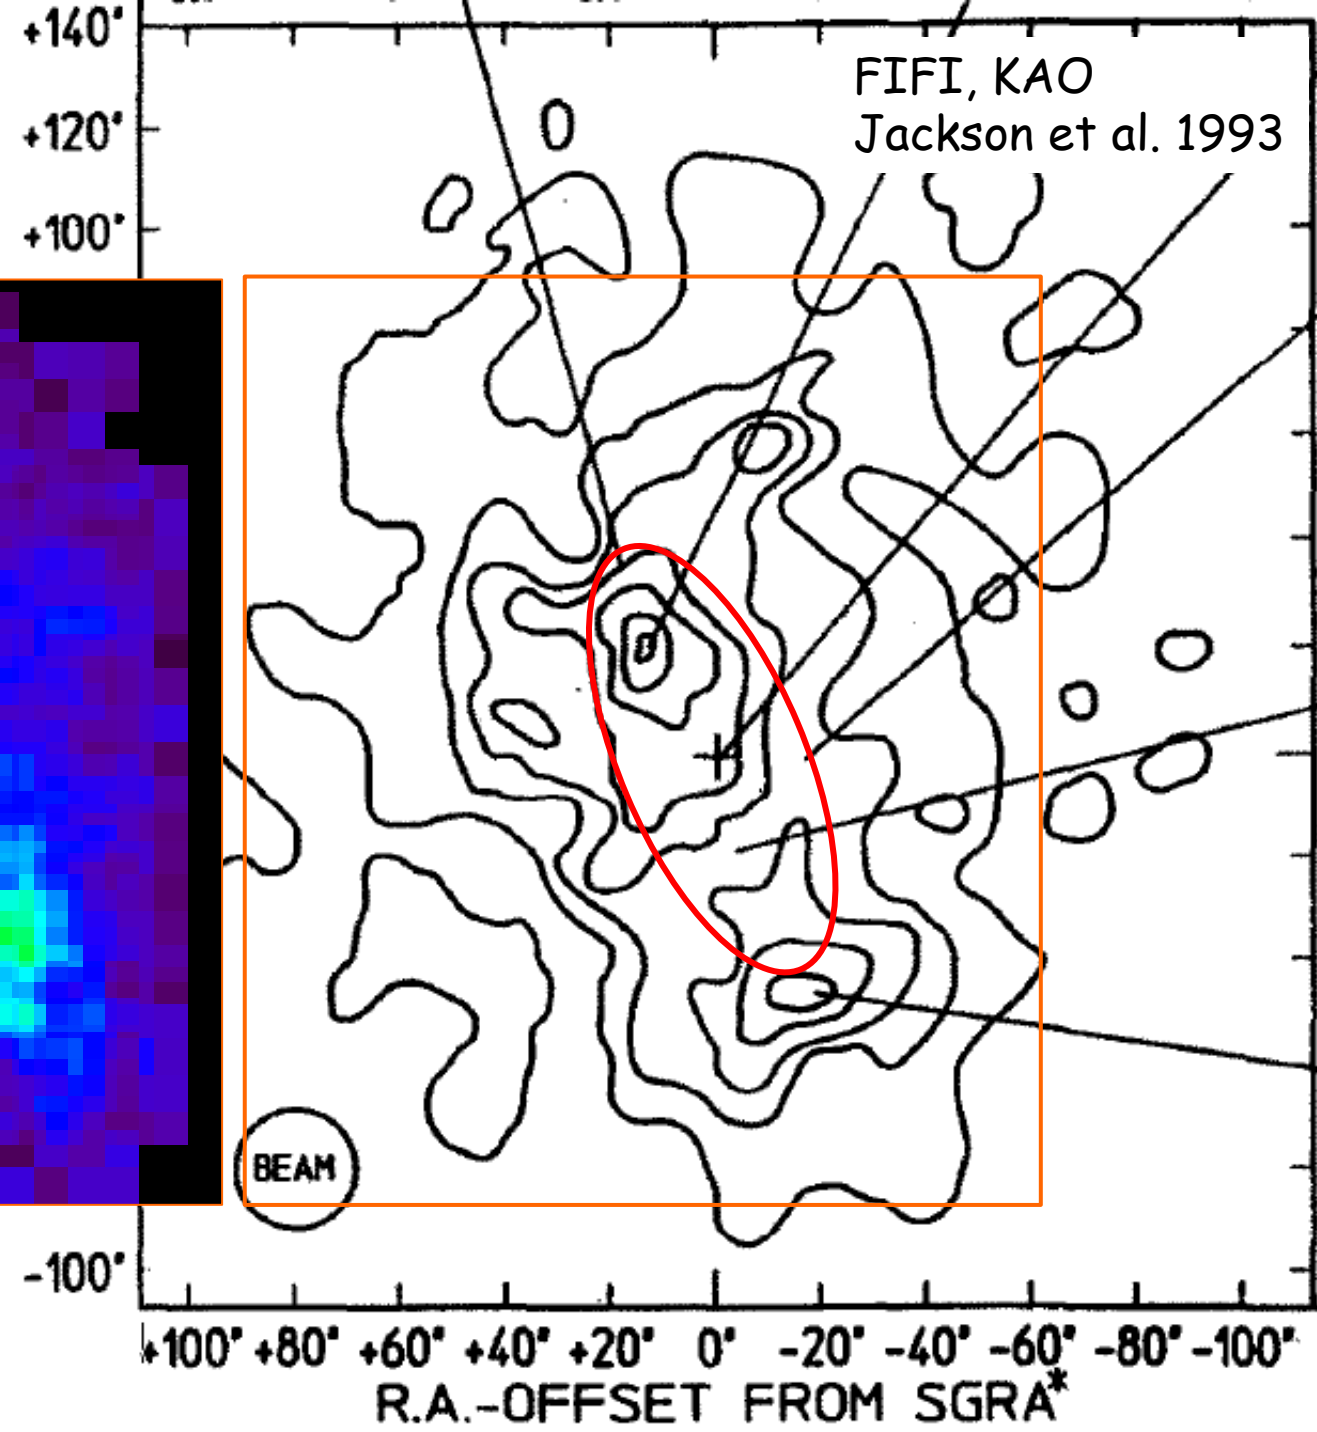 +140"
FIFI, KAO
Jackson et al. 1993
+120"
+100"
BEAM
-100"
+100" +80" +60" +40" +20" 0" -20" -40" -60" -80" -100"
R.A.-OFFSET FROM SGRA*